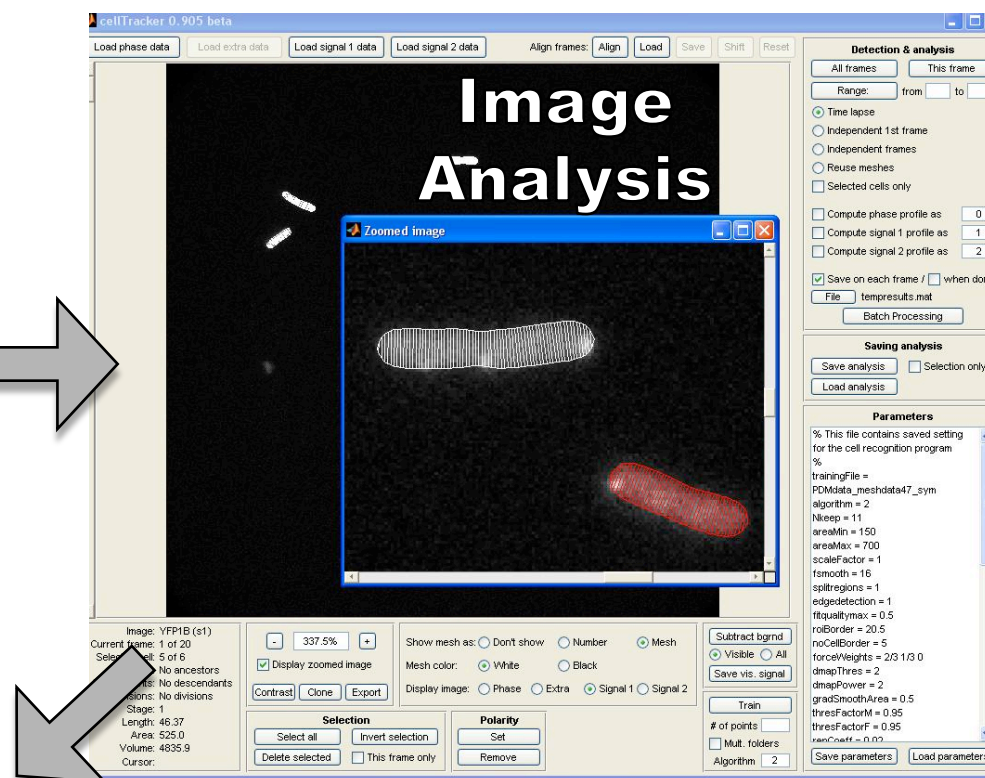 cellTracker 0.905 beta
Load phase data Load extra data Load signal 1 data Load signal 2 data Align frames: Align Load Save Shift Reset
Image
Analysis
Zoomed image
Detection & analysis
All frames This frame
Range: from to
Time lapse
Independent 1st frame
Independent frames
Reuse meshes
Selected cells only
Compute phase profile as 0
Compute signal 1 profile as 1
Compute signal 2 profile as 2
Save on each frame / when don
File tempresults.mat
Batch Processing
Saving analysis
Save analysis Selection only
Load analysis
Parameters
% This file contains saved setting
for the cell recognition program
%
trainingFile =
PDMdata_meshdata47_sym
algorithm = 2
Nkeep = 11
areaMin = 150
areaMax = 700
scaleFactor = 1
fsmooth = 16
splitregions = 1
edgedetection = 1
fitqualitymax = 0.5
roiBorder = 20.5
noCellBorder = 5
forceWeights = 2/3 1/3 0
dmapThres = 2
dmapPower = 2
gradSmoothArea = 0.5
thresFactorM = 0.95
thresFactorF = 0.95
Save parameters Load parameters
Image: YFP1B (s1)
Current frame: 1 of 20
5 of 6
No ancestors
No descendants
No divisions
Stage: 1
Length: 46.37
Area: 525.0
Volume: 4835.9
Cursor:
- 337.5% +
Display zoomed image
Contrast Clone Export
Show mesh as: Don't show Number Mesh
Mesh color: White Black
Display image: Phase Extra Signal 1 Signal 2
Subtract bgrnd
Visible All
Save vis. signal
Selection
Select all Invert selection
Delete selected This frame only
Polarity
Set
Remove
Train
# of points
Mult. folders
Algorithm 2